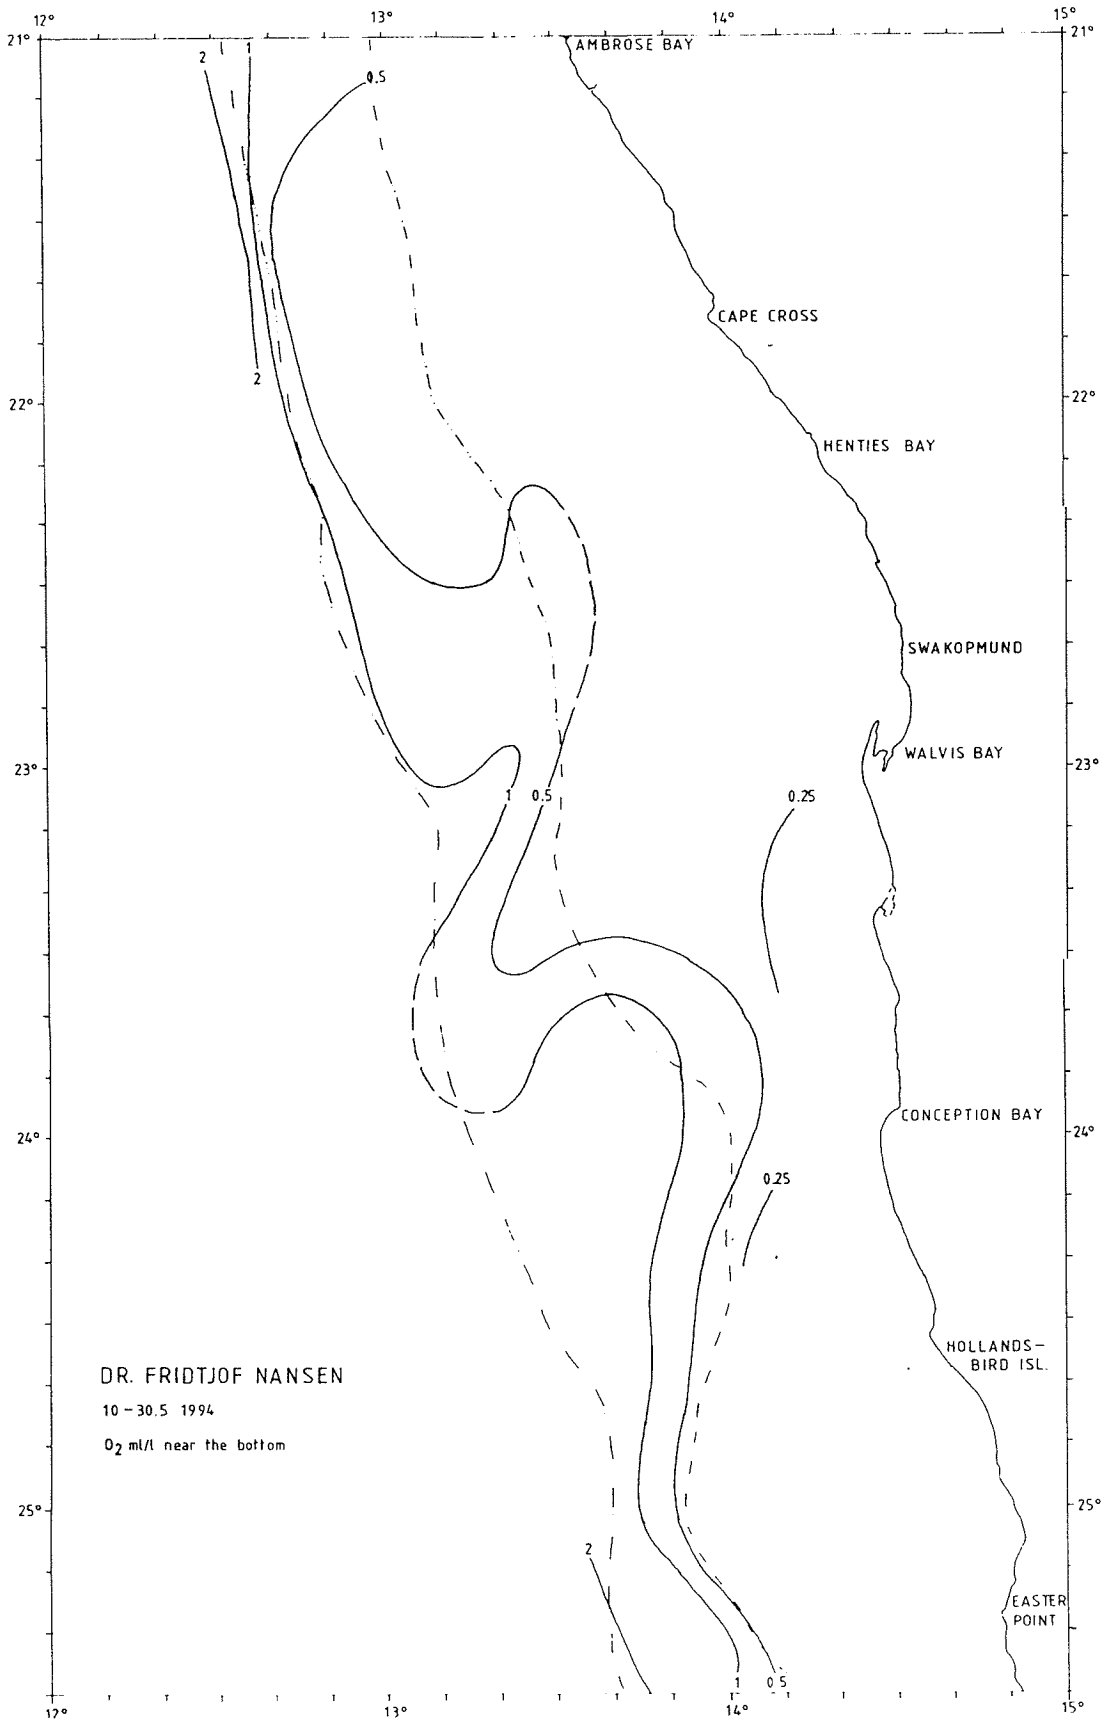 12°
13°
14°
15°
21°
21°
AMBROSE BAY
2
1
0.5
CAPE CROSS
2
22°
22°
HENTIES BAY
SWAKOPMUND
WALVIS BAY
23°
23°
1
0.5
0.25
CONCEPTION BAY
24°
24°
0.25
HOLLANDS-
BIRD ISL.
DR. FRIDTJOF NANSEN
10-30.5 1994
O₂ ml/l near the bottom
25°
25°
2
EASTER
POINT
1
0.5
12°
13°
14°
15°